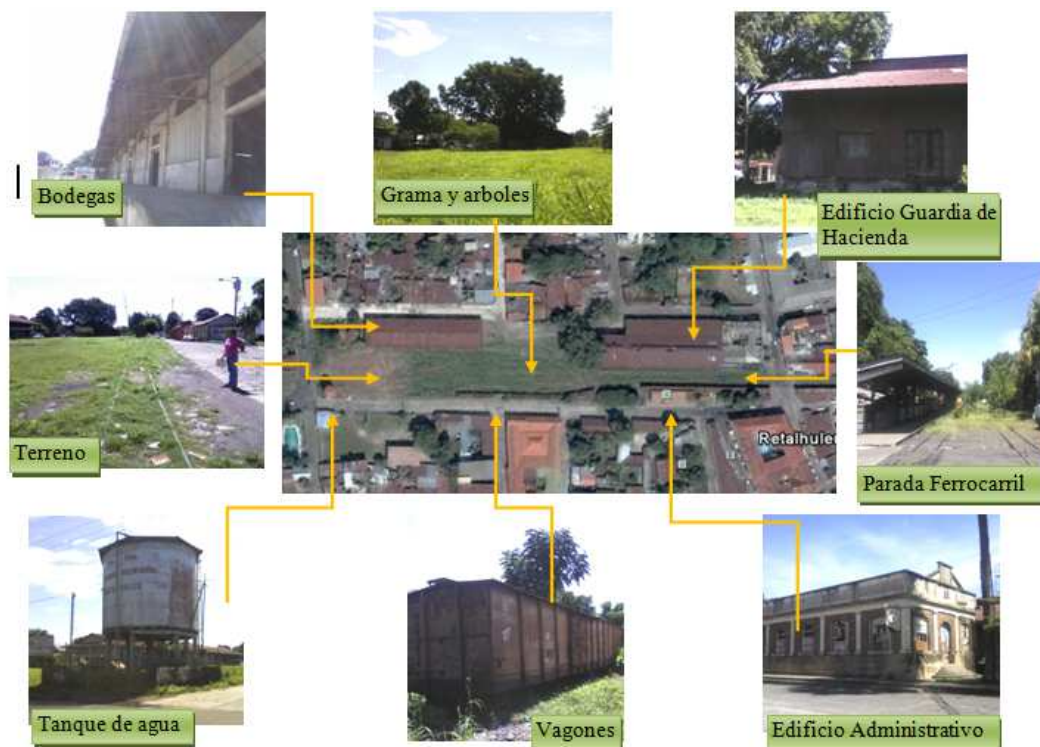 Bodegas
Grama y arboles
Edificio Guardia de
Hacienda
Terreno
Retalhuleu
Parada Ferrocarril
Tanque de agua
Vagones
Edificio Administrativo